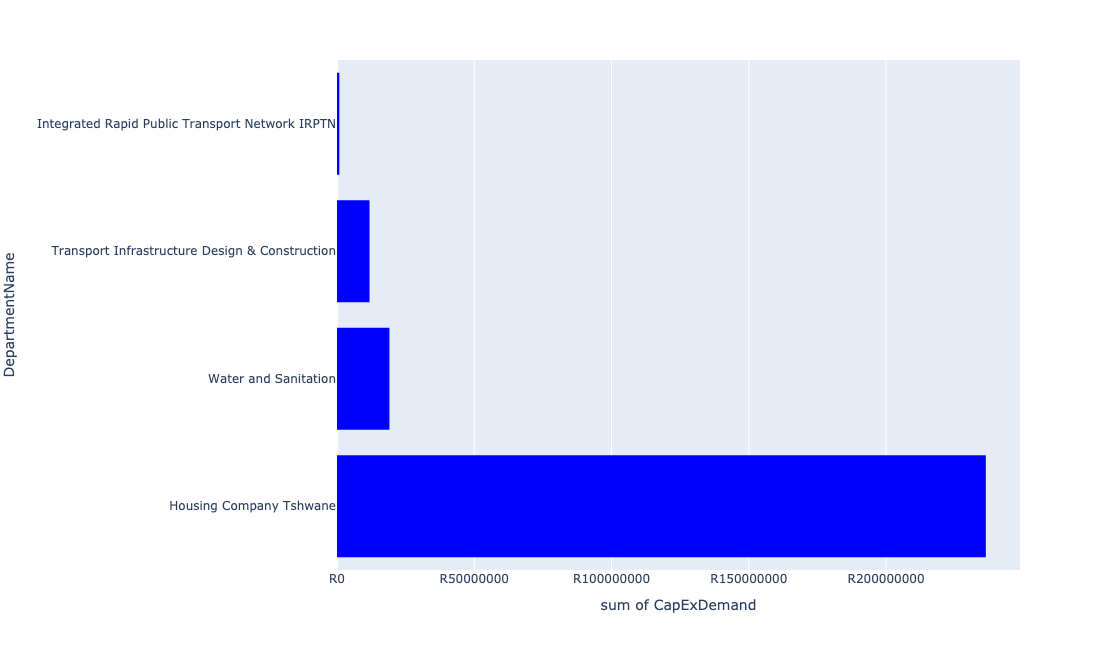 Integrated Rapid Public Transport Network IRPTN
Transport Infrastructure Design & Construction
Water and Sanitation
Housing Company Tshwane
DepartmentName
R0
R50000000
R100000000
R150000000
R200000000
sum of CapExDemand